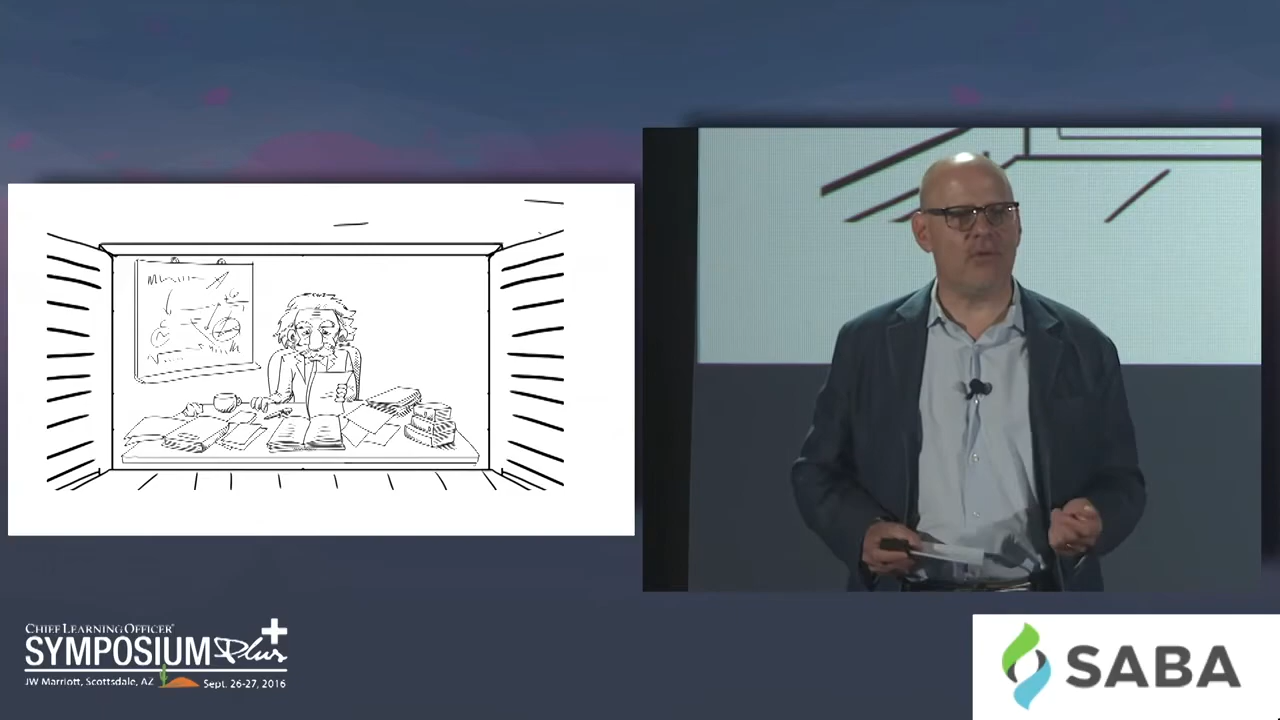 CHIEF LEARNING OFFICER
SYMPOSIUM Plus
JW Marriott, Scottsdale, AZ Sept. 26-27, 2016
SABA